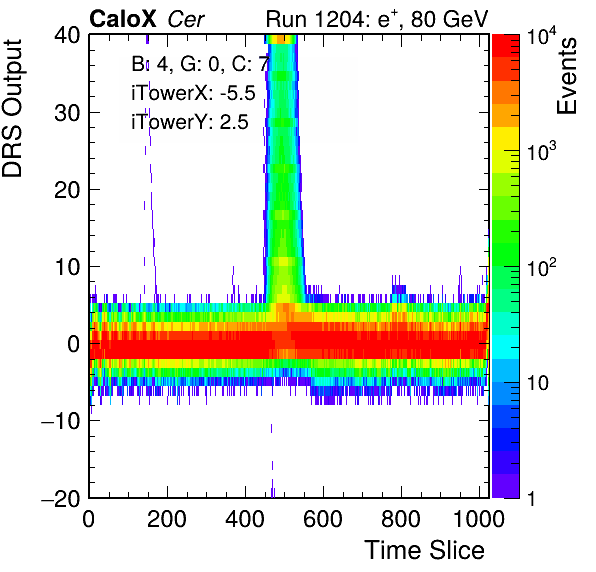 CaloX Cer Run 1204: e+, 80 GeV
B: 4, G: 0, C: 7
iTowerX: -5.5
iTowerY: 2.5
DRS Output
40
30
20
10
0
−10
−20
0 200 400 600 800 1000
Time Slice
Events
10^4
10^3
10^2
10
1